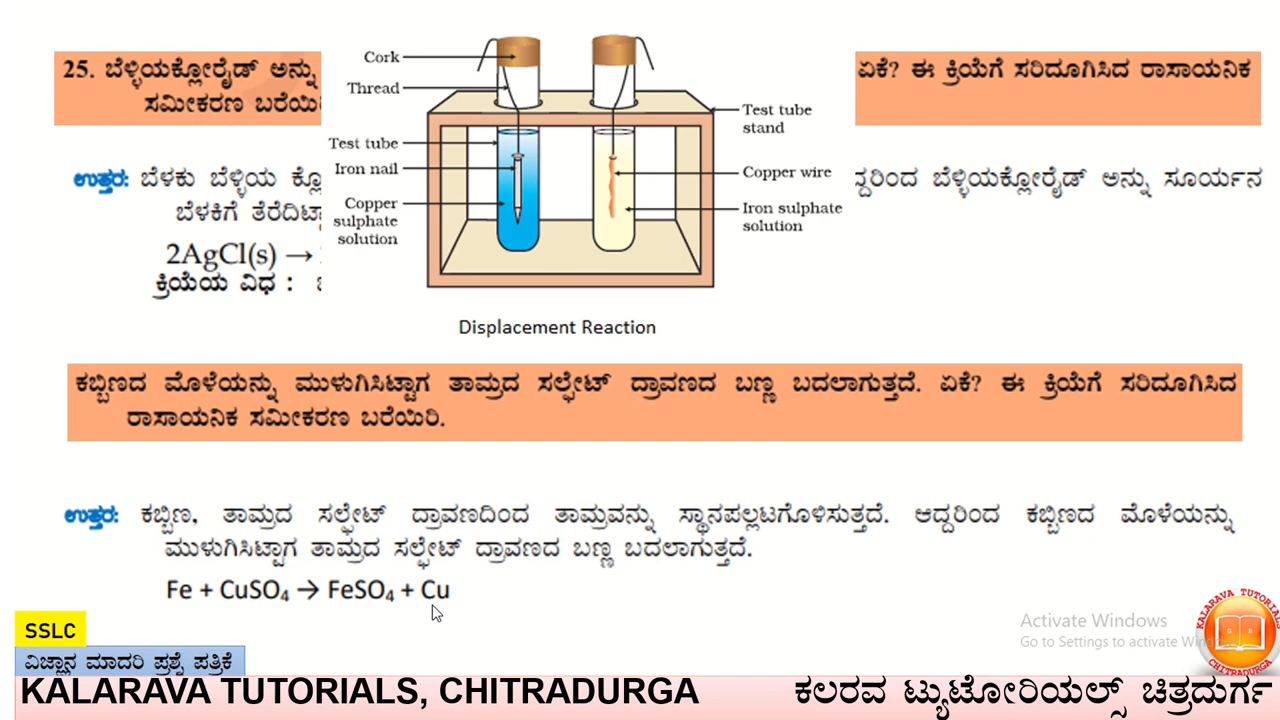 25. ಬೆಳ್ಳಿಯಕ್ಲೋರೈಡ್ ಅನ್ನು
ಏಕೆ? ಈ ಕ್ರಿಯೆಗೆ ಸರಿದೂಗಿಸಿದ ರಾಸಾಯನಿಕ
ಸಮೀಕರಣ
Cork
Thread
Test tube stand
Test tube
Iron nail
Copper sulphate solution
Copper wire
Iron sulphate solution
ಉತ್ತರ: ಬೆಳಕು ಬೆಳ್ಳಿಯ
ಬೆಳ್ಳಿಯಕ್ಲೋರೈಡ್ ಅನ್ನು ಸೂರ್ಯನ
ಬೆಳಕಿಗೆ
2AgCl(s) →
ಕ್ರಿಯೆಯ ವಿಧ :
Displacement Reaction
ಕಬ್ಬಿಣದ ಮೊಳೆಯನ್ನು ಮುಳುಗಿಸಿಟ್ಟಾಗ ತಾಮ್ರದ ಸಲ್ಫೇಟ್ ದ್ರಾವಣದ ಬಣ್ಣ ಬದಲಾಗುತ್ತದೆ. ಏಕೆ? ಈ ಕ್ರಿಯೆಗೆ ಸರಿದೂಗಿಸಿದ
ರಾಸಾಯನಿಕ ಸಮೀಕರಣ ಬರೆಯಿರಿ.
ಉತ್ತರ: ಕಬ್ಬಿಣ, ತಾಮ್ರದ ಸಲ್ಫೇಟ್ ದ್ರಾವಣದಿಂದ ತಾಮ್ರವನ್ನು ಸ್ಥಾನಪಲ್ಲಟಗೊಳಿಸುತ್ತದೆ. ಆದ್ದರಿಂದ ಕಬ್ಬಿಣದ ಮೊಳೆಯನ್ನು
ಮುಳುಗಿಸಿಟ್ಟಾಗ ತಾಮ್ರದ ಸಲ್ಫೇಟ್ ದ್ರಾವಣದ ಬಣ್ಣ ಬದಲಾಗುತ್ತದೆ.
Fe + CuSO₄ → FeSO₄ + Cu
Activate Windows
Go to Settings to activate
SSLC
ವಿಜ್ಞಾನ ಮಾದರಿ ಪ್ರಶ್ನೆ ಪತ್ರಿಕೆ
KALARAVA TUTORIALS
CHITRADURGA
KALARAVA TUTORIALS, CHITRADURGA
ಕಲರವ ಟ್ಯುಟೋರಿಯಲ್ಸ್ ಚಿತ್ರದುರ್ಗ